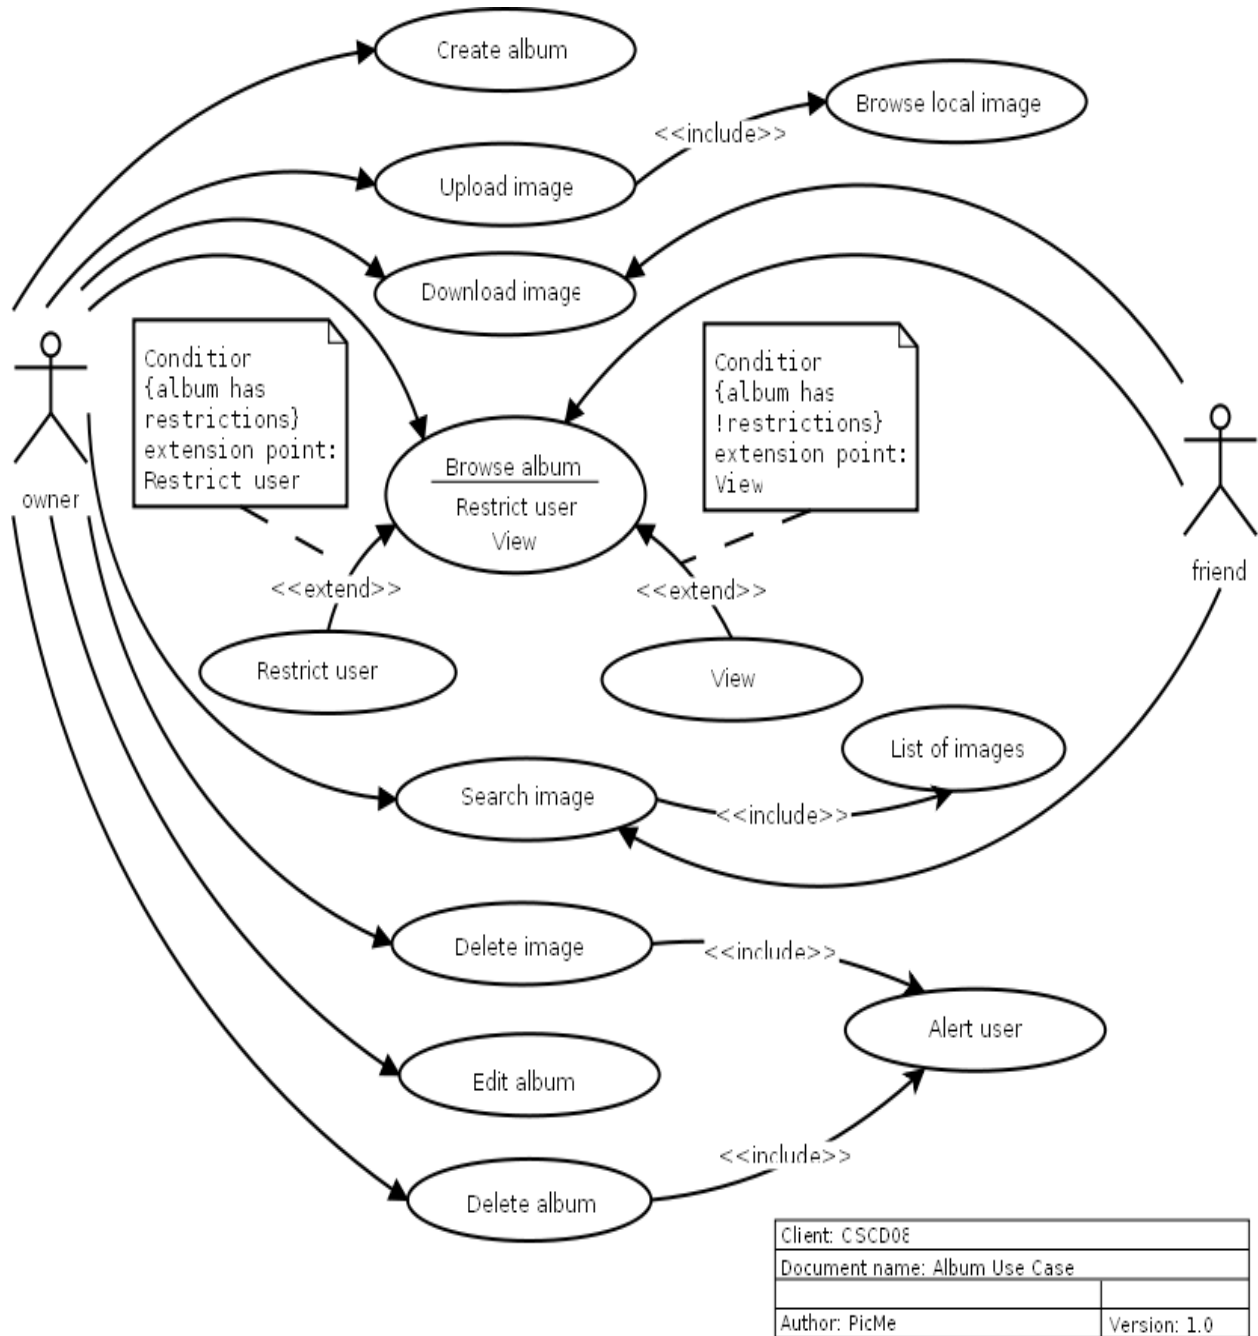 Create album
Browse local image
<<include>>
Upload image
Download image
Conditior
{album has
restrictions}
extension point:
Restrict user
Conditior
{album has
!restrictions}
extension point:
View
owner
Browse album
Restrict user
View
friend
<<extend>>
<<extend>>
Restrict user
View
List of images
Search image
<<include>>
Delete image
<<include>>
Alert user
Edit album
<<include>>
Delete album
Client: CSCD08
Document name: Album Use Case
Author: PicMe
Version: 1.0